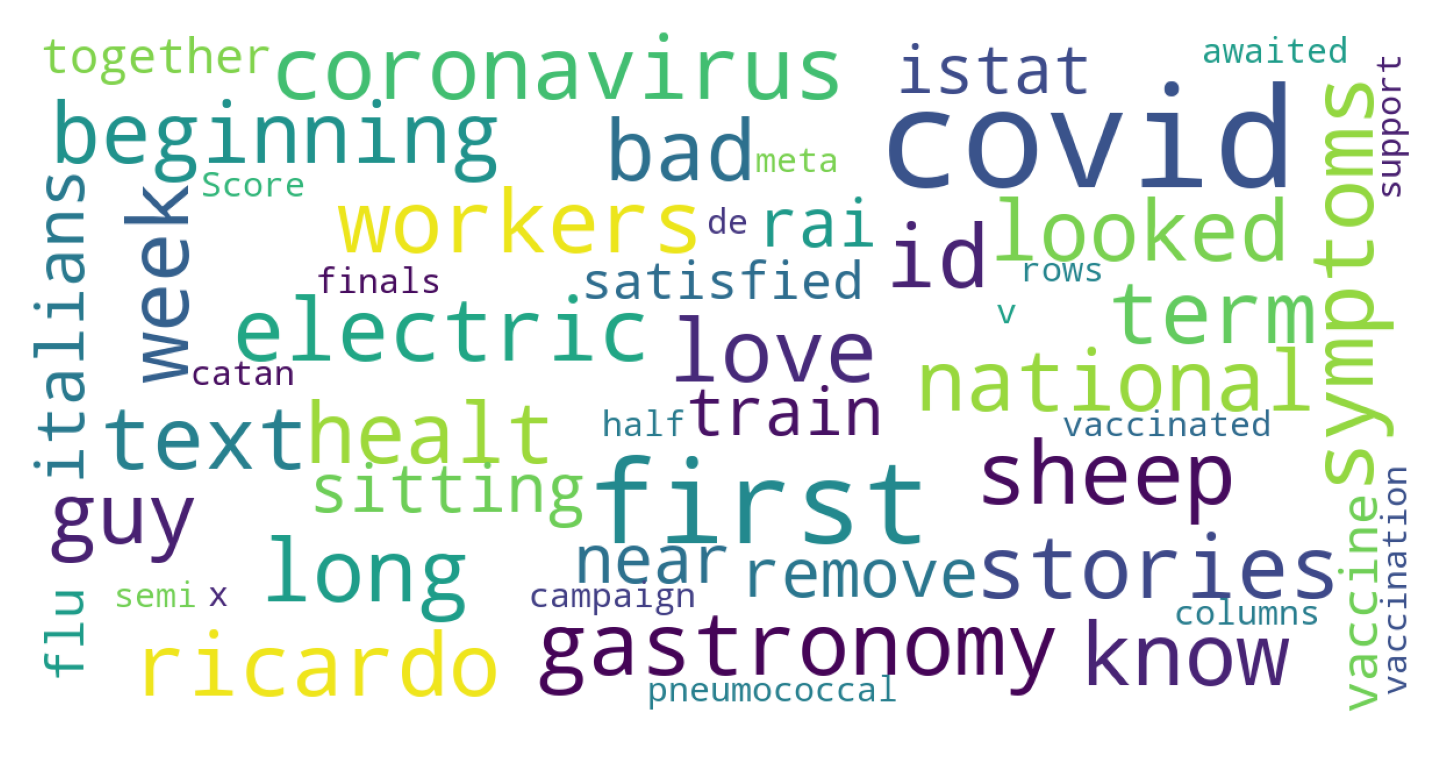 together
coronavirus
istat
awaited
support
beginning
bad
covid
symptoms
meta
Score
italians
week
workers
de
rai
id
looked
finals
satisfied
rows
electric
love
v
term
catan
national
text
healt
half
train
vaccinated
sitting
first
sheep
guy
long
near
remove
stories
vaccine
vaccination
flu
semi
x
campaign
columns
ricardo
gastronomy
know
pneumococcal